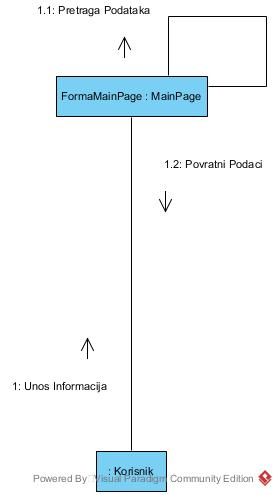 1.1: Pretraga Podataka
FormaMainPage : MainPage
1.2: Povratni Podaci
1: Unos Informacija
: Korisnik
Powered By Visual Paradigm Community Edition